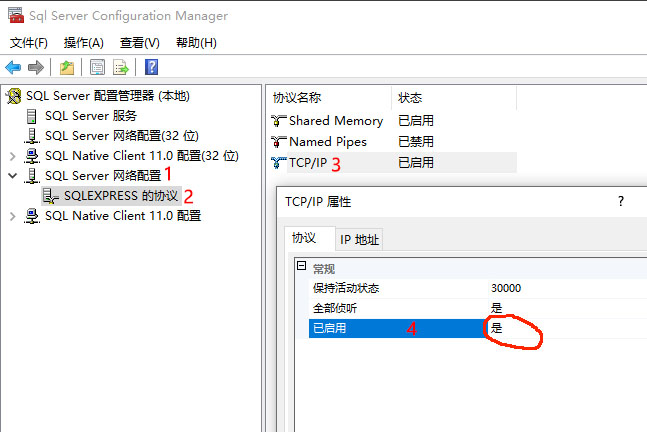 Sql Server Configuration Manager
文件(F) 操作(A) 查看(V) 帮助(H)
SQL Server 配置管理器 (本地)
SQL Server 服务
SQL Server 网络配置(32 位)
SQL Native Client 11.0 配置(32 位)
SQL Server 网络配置 1
SQLEXPRESS 的协议 2
SQL Native Client 11.0 配置
协议名称 状态
Shared Memory 已启用
Named Pipes 已禁用
TCP/IP 3 已启用
TCP/IP 属性 ?
协议 IP 地址
常规
保持活动状态 30000
全部侦听 是
已启用 4 是